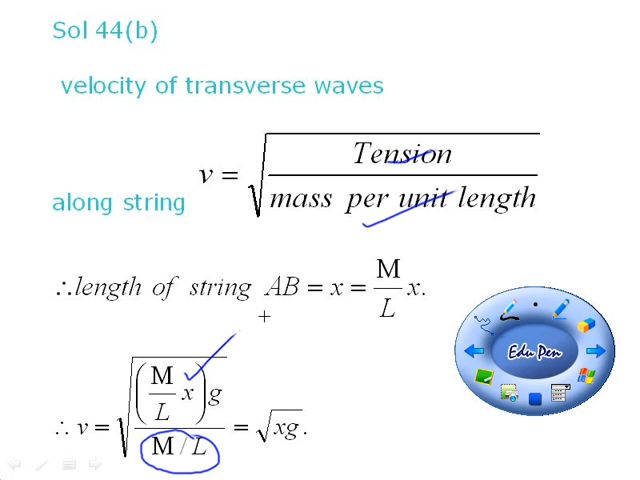 Sol 44(b)
velocity of transverse waves
along string v = √(Tension / mass per unit length)
∴ length of string AB = x = M/L x.
∴ v = √((M/L x)g / M/L) = √xg.
Edu Pen